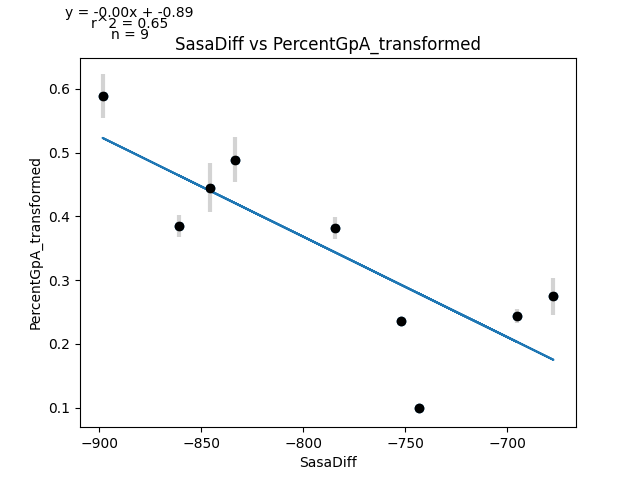 y = -0.00x + -0.89
r^2 = 0.65
n = 9
SasaDiff vs PercentGpA_transformed
0.6
0.5
0.4
0.3
0.2
0.1
PercentGpA_transformed
−900
−850
−800
−750
−700
SasaDiff